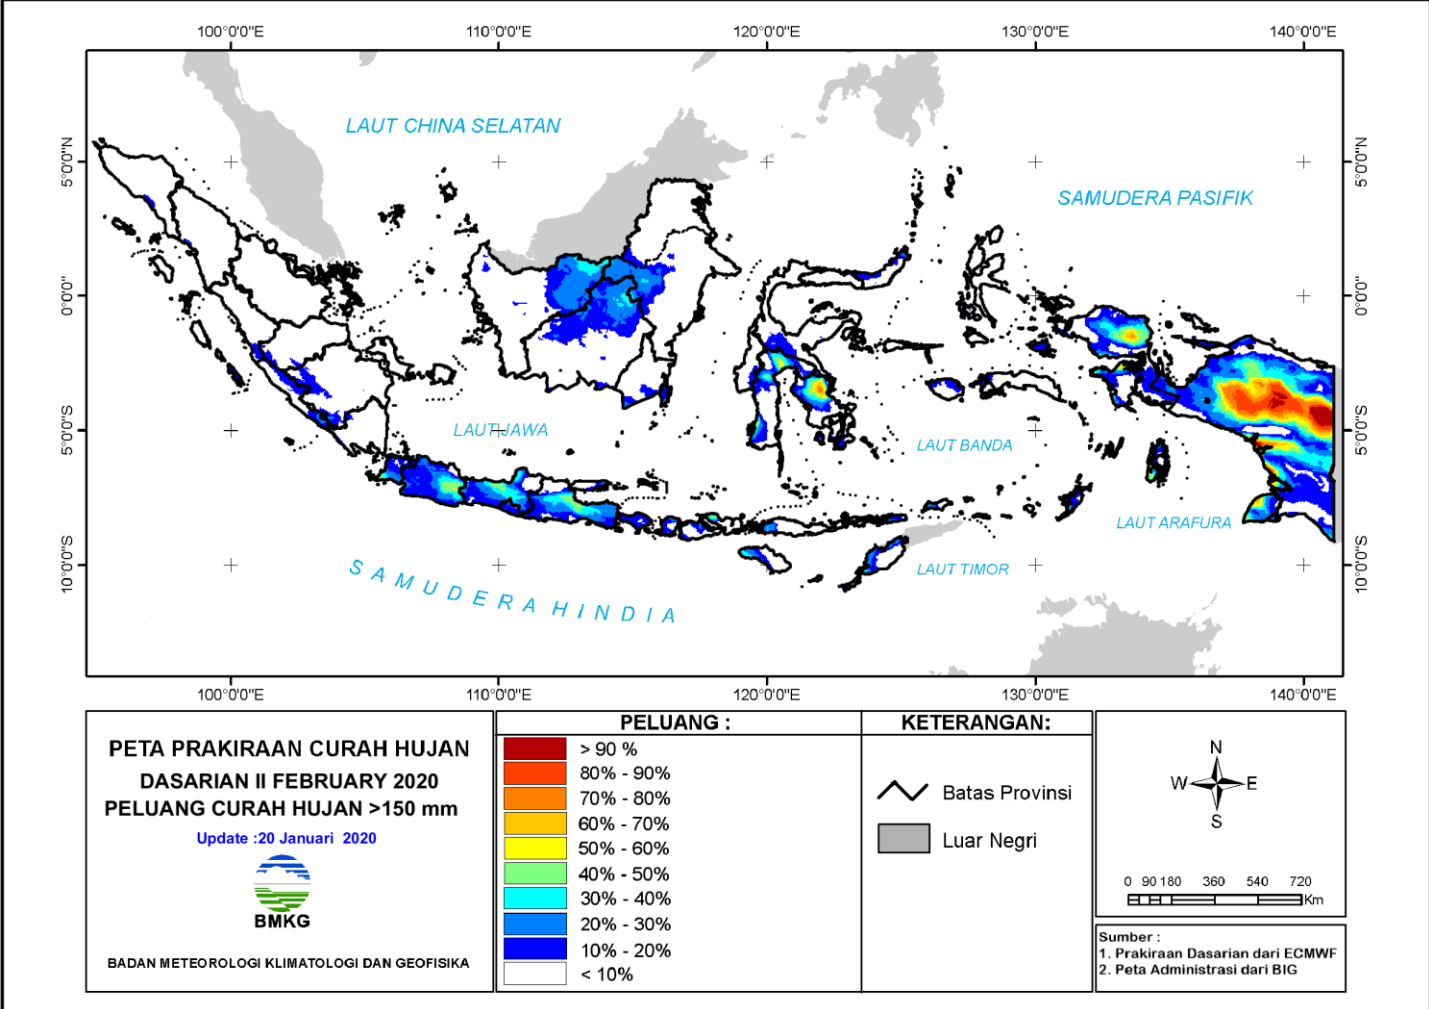 100°0'0"E 110°0'0"E 120°0'0"E 130°0'0"E 140°0'0"E
5°0'0"N
5°0'0"N
LAUT CHINA SELATAN
SAMUDERA PASIFIK
0°0'0"
0°0'0"
5°0'0"S
5°0'0"S
LAUT JAWA
LAUT BANDA
LAUT ARAFURA
10°0'0"S
10°0'0"S
LAUT TIMOR
SAMUDERA HINDIA
100°0'0"E 110°0'0"E 120°0'0"E 130°0'0"E 140°0'0"E
PETA PRAKIRAAN CURAH HUJAN
DASARIAN II FEBRUARY 2020
PELUANG CURAH HUJAN >150 mm
Update :20 Januari 2020
BMKG
BADAN METEOROLOGI KLIMATOLOGI DAN GEOFISIKA
PELUANG :
> 90 %
80% - 90%
70% - 80%
60% - 70%
50% - 60%
40% - 50%
30% - 40%
20% - 30%
10% - 20%
< 10%
KETERANGAN:
Batas Provinsi
Luar Negri
N
W E
S
0 90 180 360 540 720
Km
Sumber :
1. Prakiraan Dasarian dari ECMWF
2. Peta Administrasi dari BIG